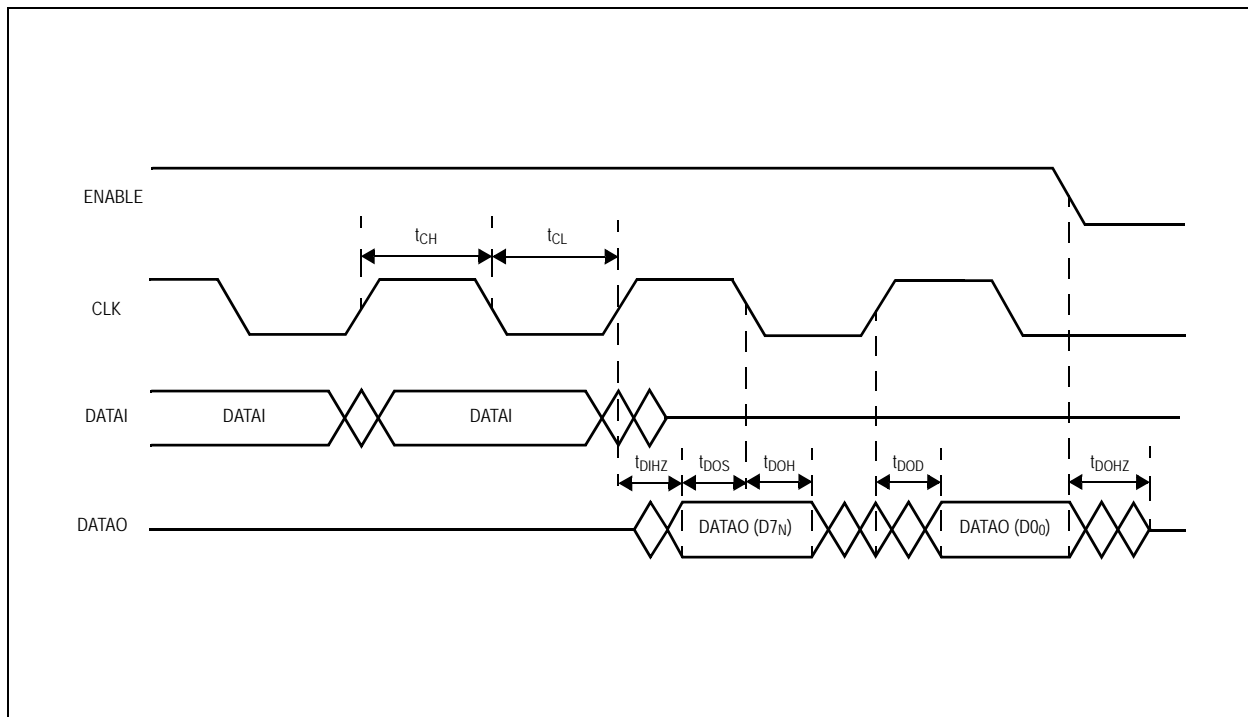 ENABLE
tCH
tCL
CLK
DATAI
DATAI
DATAI
tDIHZ
tDOS
tDOH
tDOD
tDOHZ
DATAO
DATAO (D7N)
DATAO (D00)